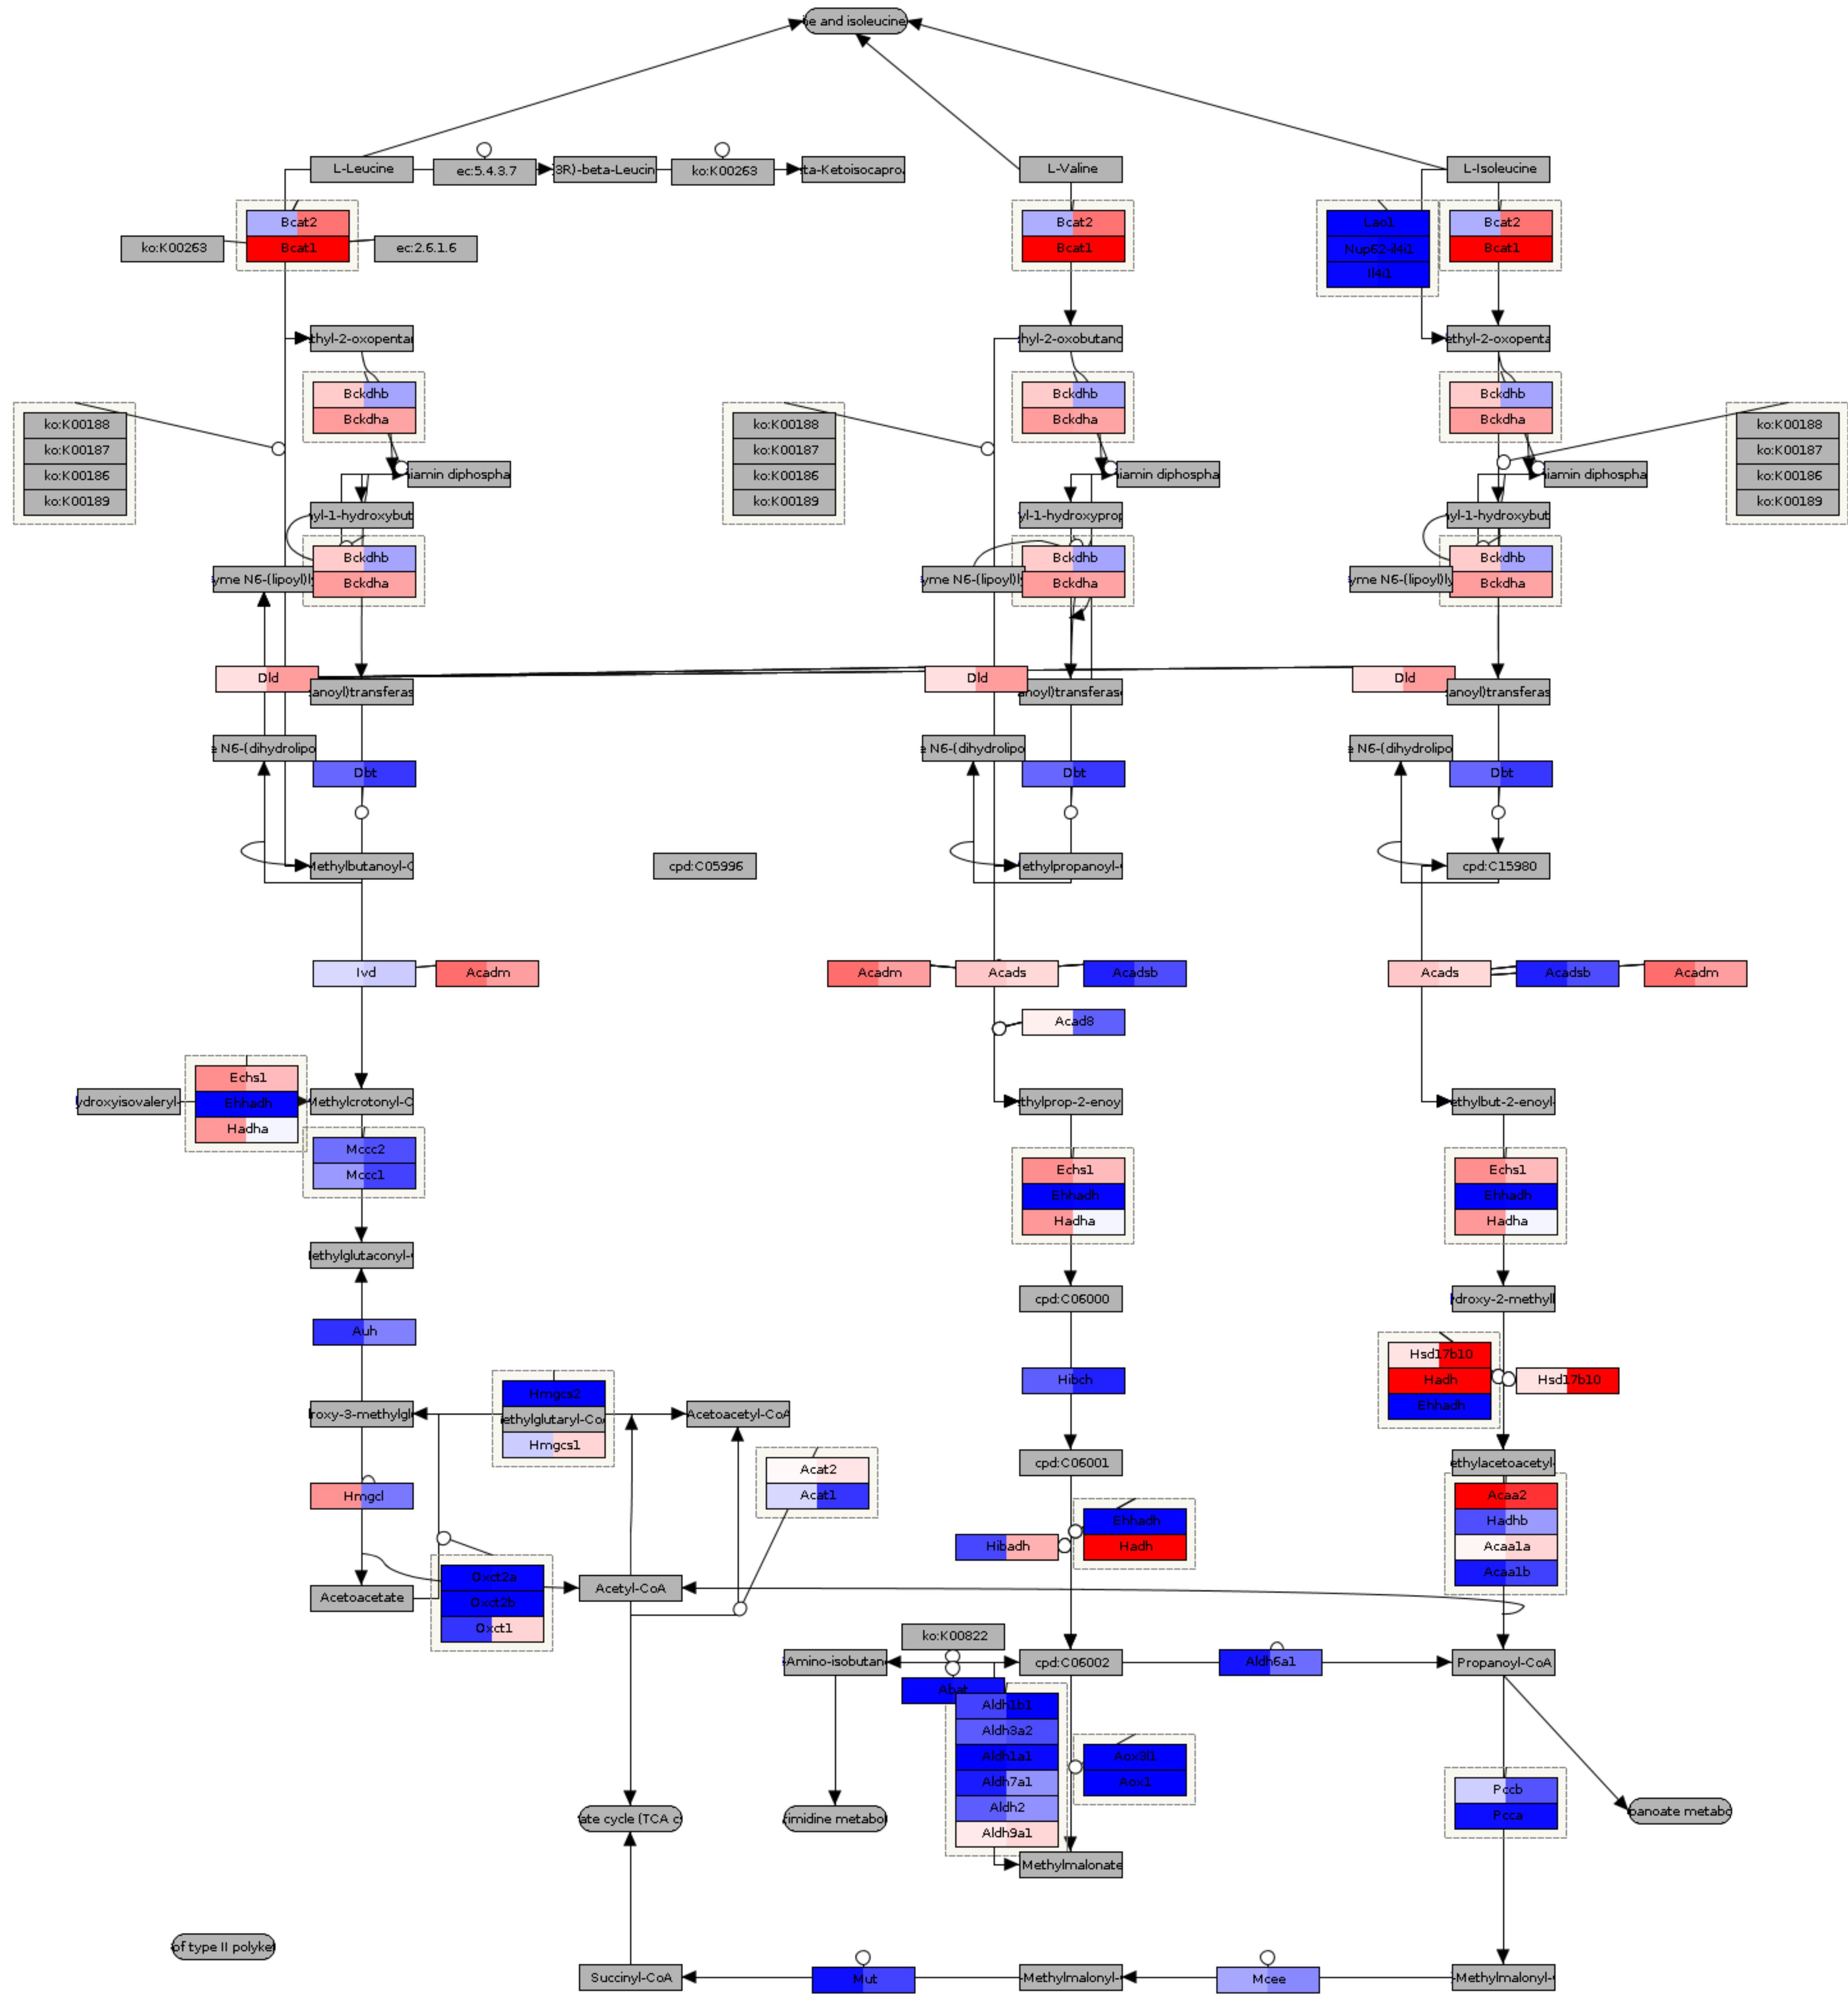 e and isoleucine
L-Leucine
ec:5.4.3.7
3R)-beta-Leucin
ko:K00263
ta-Ketoisocapro
L-Valine
L-Isoleucine
Bcat2
Bcat1
ko:K00263
ec:2.6.1.6
Bcat2
Bcat1
Lao1
Nup62-il4i1
Il4i1
Bcat2
Bcat1
thyl-2-oxopenta
hyl-2-oxobutano
ethyl-2-oxopenta
Bckdhb
Bckdha
Bckdhb
Bckdha
Bckdhb
Bckdha
ko:K00188
ko:K00187
ko:K00186
ko:K00189
ko:K00188
ko:K00187
ko:K00186
ko:K00189
ko:K00188
ko:K00187
ko:K00186
ko:K00189
iamin diphospha
iamin diphospha
iamin diphospha
yl-1-hydroxybut
yl-1-hydroxyprop
yl-1-hydroxybut
Bckdhb
Bckdha
Bckdhb
Bckdha
Bckdhb
Bckdha
yme N6-(lipoyl)ly
yme N6-(lipoyl)ly
yme N6-(lipoyl)ly
Dld
Dld
Dld
anoyl)transferas
anoyl)transferas
anoyl)transferas
e N6-(dihydrolipo
e N6-(dihydrolipo
e N6-(dihydrolipo
Dbt
Dbt
Dbt
Methylbutanoyl-C
cpd:C05996
ethylpropanoyl-
cpd:C15980
Ivd
Acadm
Acadm
Acads
Acadsb
Acads
Acadsb
Acadm
Acad8
ydroxyisovaleryl-
Echs1
Ehhadh
Hadha
Methylcrotonyl-C
thylprop-2-enoy
ethylbut-2-enoyl-
Mccc2
Mccc1
Echs1
Ehhadh
Hadha
Echs1
Ehhadh
Hadha
lethylglutaconyl-
cpd:C06000
droxy-2-methyl
Auh
Hibch
Hsd17b10
Hadh
Ehhadh
Hsd17b10
roxy-3-methylgl
Hmgcs2
ethylglutaryl-Co
Hmgcs1
Acetoacetyl-CoA
Acat2
Acat1
cpd:C06001
ethylacetoacetyl-
Hmgcl
Acaa2
Hadhb
Acaa1a
Acaa1b
Hibadh
Ehhadh
Hadh
Acetoacetate
Oxct2a
Oxct2b
Oxct1
Acetyl-CoA
ko:K00822
Amino-isobutan
cpd:C06002
Aldh6a1
Propanoyl-CoA
Abat
Aldh1b1
Aldh3a2
Aldh1a1
Aldh7a1
Aldh2
Aldh9a1
Aox3l1
Aox1
Pccb
Pcca
ate cycle (TCA c
rimidine metabo
panoate metabo
Methylmalonate
of type II polyke
Succinyl-CoA
Mut
-Methylmalonyl-
Mcee
-Methylmalonyl-